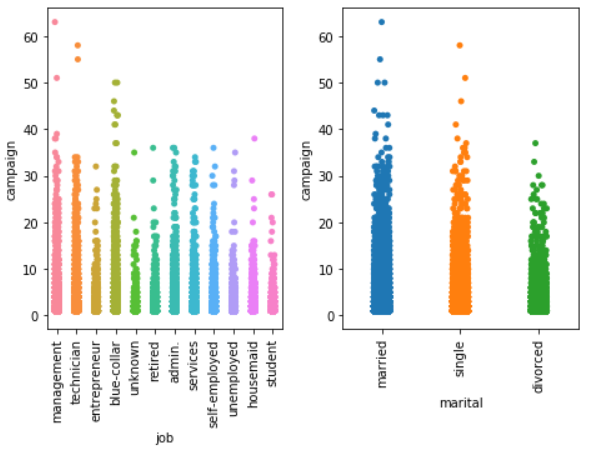 campaign
60
50
40
30
20
10
0
management
technician
entrepreneur
blue-collar
unknown
retired
admin.
services
self-employed
unemployed
housemaid
student
job
campaign
60
50
40
30
20
10
0
married
single
divorced
marital